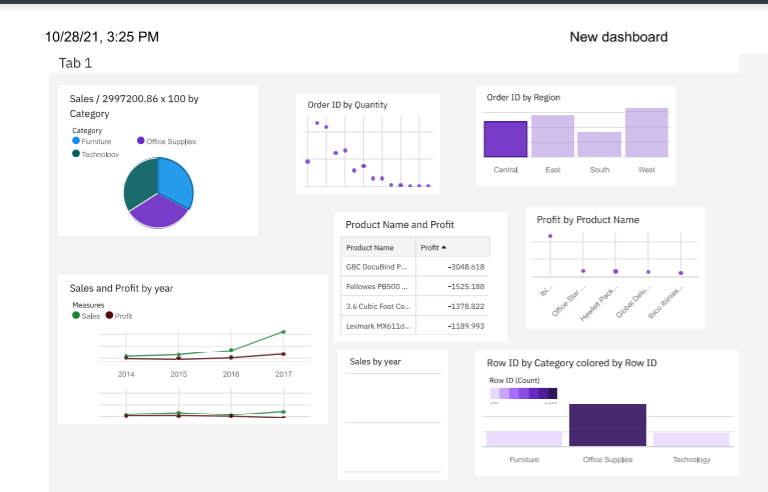 10/28/21, 3:25 PM
New dashboard
Tab 1
Sales / 2997200.86 x 100 by
Category
Category
Furniture
Office Supplies
Technology
Order ID by Quantity
Order ID by Region
Central
East
South
West
Product Name and Profit
Product Name Profit
GBC DocuBind P... -3048.618
Fellowes PB500 ... -1525.188
3.6 Cubic Foot Co... -1378.822
Lexmark MX611d... -1189.993
Profit by Product Name
Ibi...
Office Star ...
Hewlett Pack...
Global Delu...
Ibico Ibimas...
Sales and Profit by year
Measures
Sales Profit
2014 2015 2016 2017
Sales by year
Row ID by Category colored by Row ID
Row ID (Count)
Furniture
Office Supplies
Technology